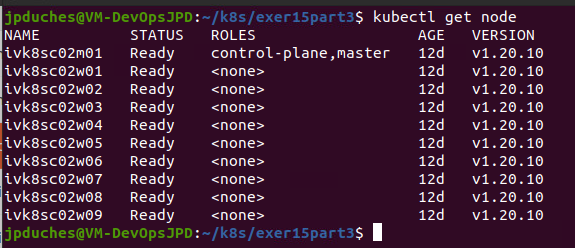 jpduches@VM-DevOpsJPD:~/k8s/exer15part3$ kubectl get node
NAME STATUS ROLES AGE VERSION
ivk8sc02m01 Ready control-plane,master 12d v1.20.10
ivk8sc02w01 Ready <none> 12d v1.20.10
ivk8sc02w02 Ready <none> 12d v1.20.10
ivk8sc02w03 Ready <none> 12d v1.20.10
ivk8sc02w04 Ready <none> 12d v1.20.10
ivk8sc02w05 Ready <none> 12d v1.20.10
ivk8sc02w06 Ready <none> 12d v1.20.10
ivk8sc02w07 Ready <none> 12d v1.20.10
ivk8sc02w08 Ready <none> 12d v1.20.10
ivk8sc02w09 Ready <none> 12d v1.20.10
jpduches@VM-DevOpsJPD:~/k8s/exer15part3$